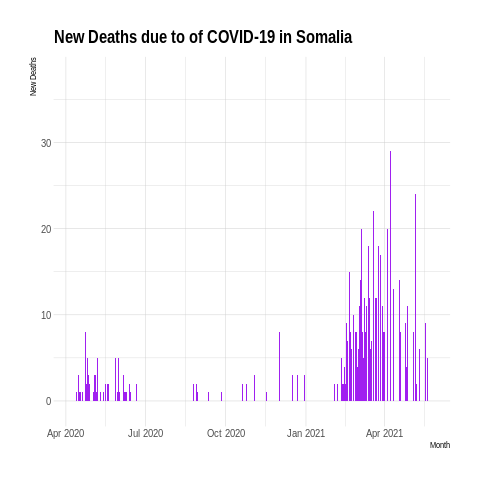 New Deaths due to of COVID-19 in Somalia
New Deaths
30
20
10
0
Apr 2020 Jul 2020 Oct 2020 Jan 2021 Apr 2021
Month